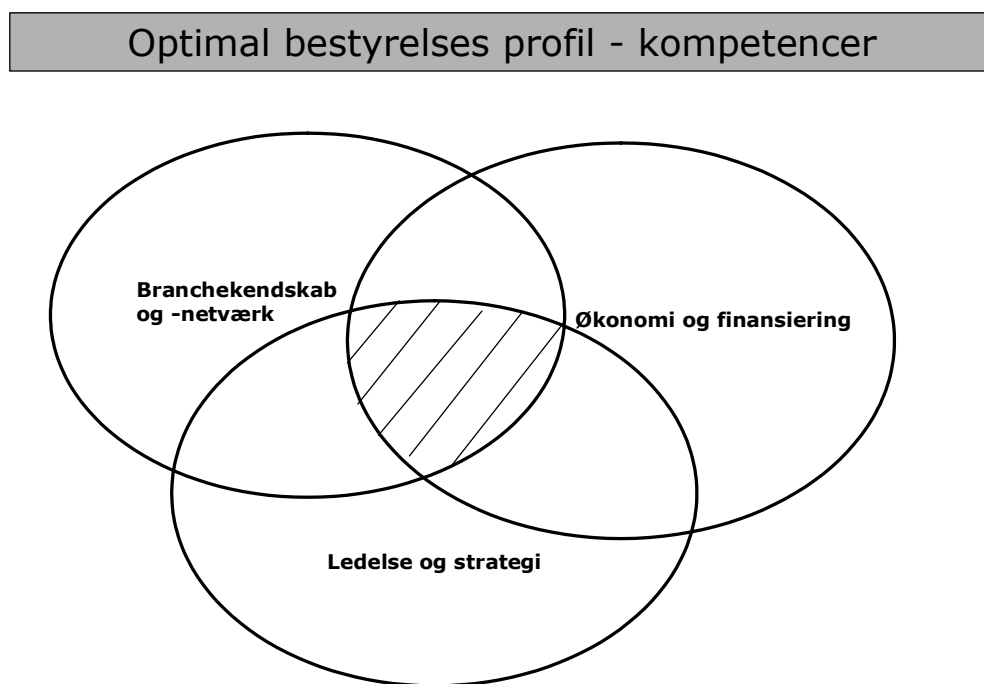 Optimal bestyrelses profil - kompetencer
Branchekendskab
og -netværk
Økonomi og finansiering
Ledelse og strategi